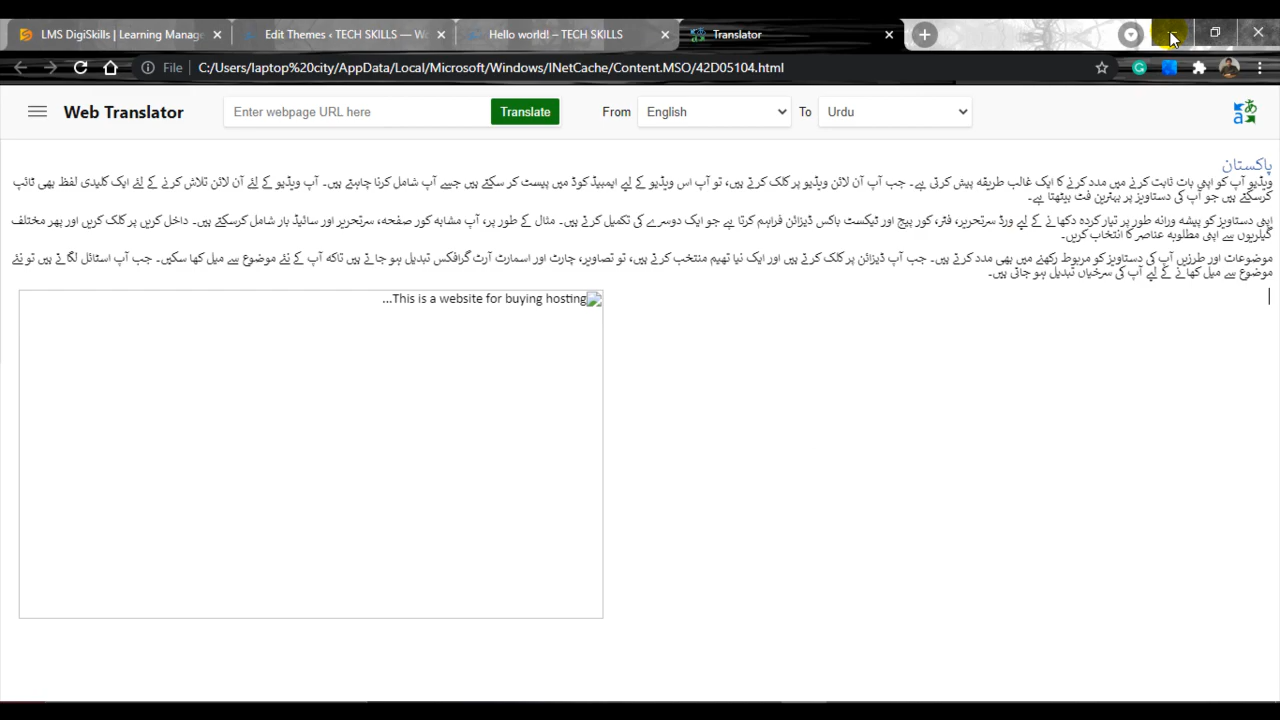 LMS DigiSkills | Learning Manage
Edit Themes ‹ TECH SKILLS — W
Hello world! – TECH SKILLS
Translator
File
C:/Users/laptop%20city/AppData/Local/Microsoft/Windows/INetCache/Content.MSO/42D05104.html
Web Translator
Enter webpage URL here
Translate
From
English
To
Urdu
پاکستان
ویڈیو آپ کو اپنی بات ثابت کرنے میں مدد کرنے کا ایک غالب طریقہ پیش کرتی ہے۔ جب آپ آن لائن ویڈیو پر کلک کرتے ہیں، تو آپ اس ویڈیو کے لیے ایمبیڈ کوڈ میں پیسٹ کر سکتے ہیں جسے آپ شامل کرنا چاہتے ہیں۔ آپ ویڈیو کے لئے آن لائن تلاش کرنے کے لئے ایک کلیدی لفظ بھی ٹائپ
کرسکتے ہیں جو آپ کی دستاویز پر بہترین فٹ بیٹھتا ہے۔
اپنی دستاویز کو پیشہ ورانہ طور پر تیار کردہ دکھانے کے لیے ورڈ سرتحریر، فٹر، کور پیج اور ٹیکسٹ باکس ڈیزائن فراہم کرتا ہے جو ایک دوسرے کی تکمیل کرتے ہیں۔ مثال کے طور پر، آپ مشابہ کور صفحہ، سرتحریر اور سائیڈ بار شامل کرسکتے ہیں۔ داخل کریں پر کلک کریں اور پھر مختلف
گیلریوں سے اپنی مطلوبہ عناصر کا انتخاب کریں۔
موضوعات اور طرزیں آپ کی دستاویز کو مربوط رکھنے میں بھی مدد کرتے ہیں۔ جب آپ ڈیزائن پر کلک کرتے ہیں اور ایک نیا تھیم منتخب کرتے ہیں، تو تصاویر، چارٹ اور اسمارٹ آرٹ گرافکس تبدیل ہو جاتے ہیں تاکہ آپ کے نئے موضوع سے میل کھا سکیں۔ جب آپ اسٹائل لگاتے ہیں تو نئے
موضوع سے میل کھانے کے لیے آپ کی سرخیاں تبدیل ہو جاتی ہیں۔
...This is a website for buying hosting